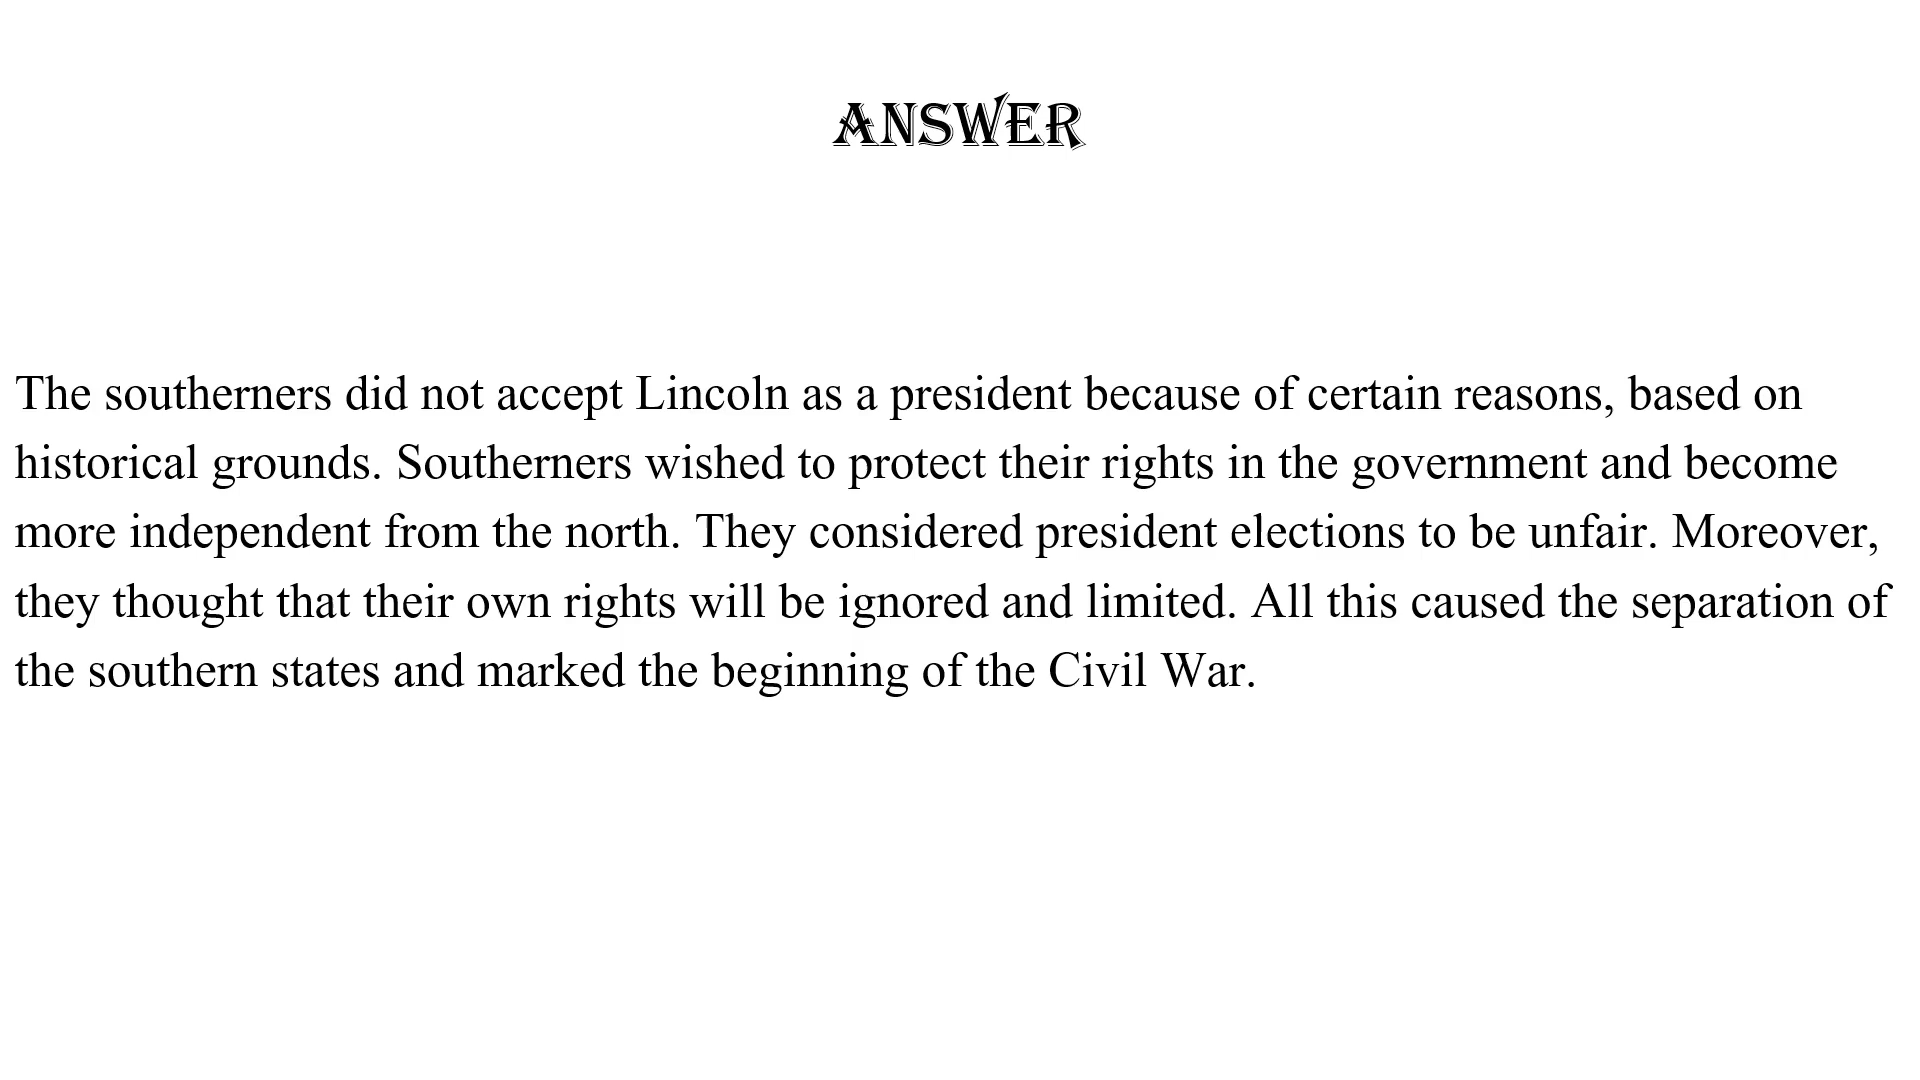 ANSWER
The southerners did not accept Lincoln as a president because of certain reasons, based on
historical grounds. Southerners wished to protect their rights in the government and become
more independent from the north. They considered president elections to be unfair. Moreover,
they thought that their own rights will be ignored and limited. All this caused the separation of
the southern states and marked the beginning of the Civil War.